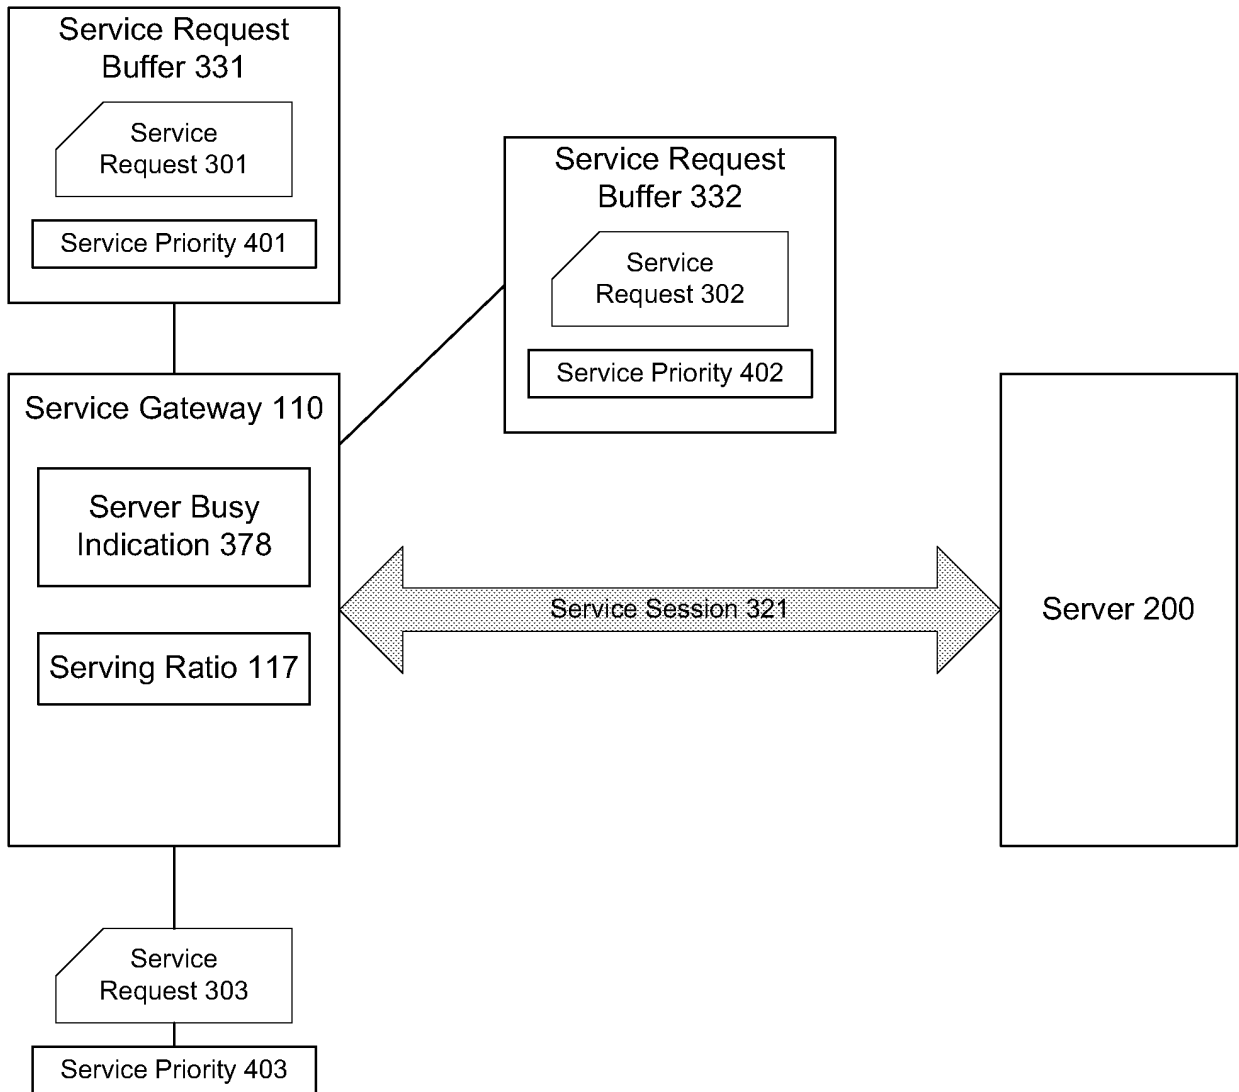 Service Request
Buffer 331
Service
Request 301
Service Priority 401
Service Request
Buffer 332
Service
Request 302
Service Priority 402
Service Gateway 110
Server Busy
Indication 378
Serving Ratio 117
Service Session 321
Server 200
Service
Request 303
Service Priority 403